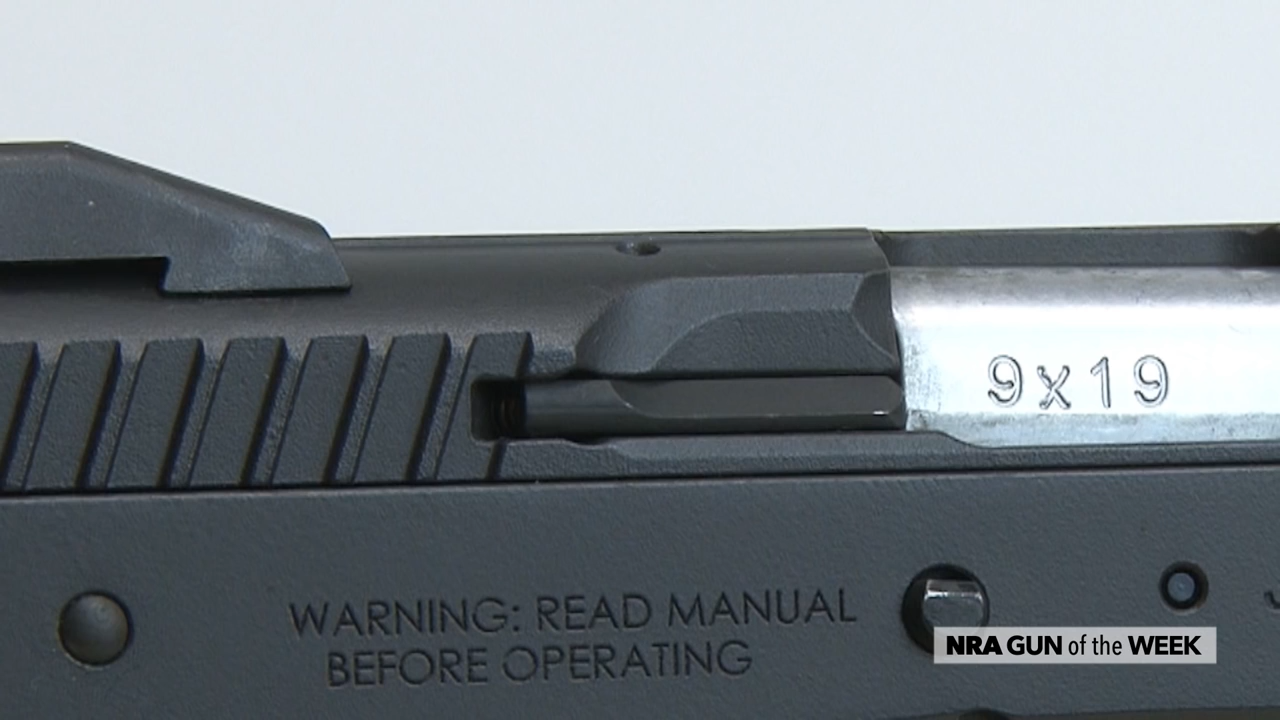 9x19
WARNING: READ MANUAL
BEFORE OPERATING
NRA GUN of the WEEK